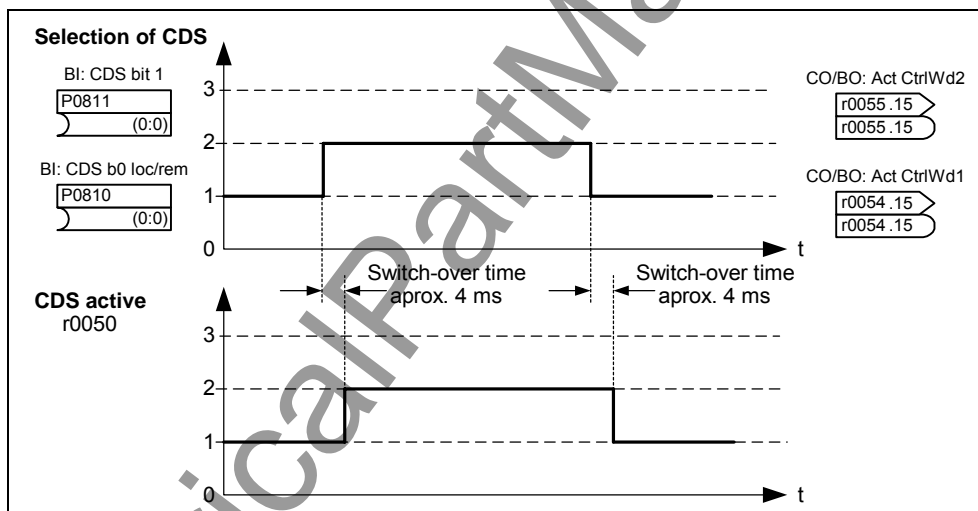 Selection of CDS
BI: CDS bit 1
P0811
(0:0)
BI: CDS b0 loc/rem
P0810
(0:0)
3
2
1
0
t
CO/BO: Act CtrlWd2
r0055 .15
r0055 .15
CO/BO: Act CtrlWd1
r0054 .15
r0054 .15
Switch-over time
aprox. 4 ms
Switch-over time
aprox. 4 ms
CDS active
r0050
3
2
1
0
t
icalPartMa